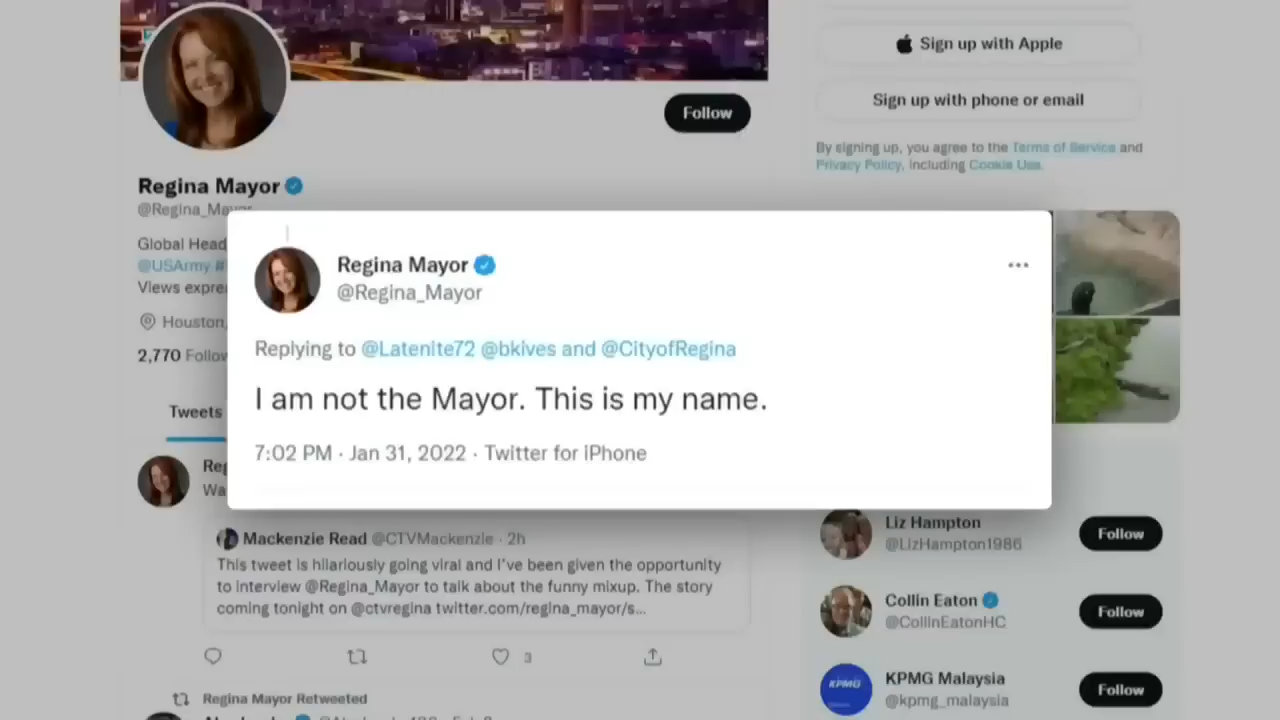 Sign up with Apple
Sign up with phone or email
Follow
By signing up, you agree to the Terms of Service and
Privacy Policy, including Cookie Use.
Regina Mayor
@Regina_Mayor
Global Head
@USArmy #
Views expre
Houston,
2,770 Follow
Tweets
Regina Mayor
@Regina_Mayor
Replying to @Latenite72 @bkives and @CityofRegina
I am not the Mayor. This is my name.
7:02 PM · Jan 31, 2022 · Twitter for iPhone
Reg
Wa
Mackenzie Read @CTVMackenzie · 2h
This tweet is hilariously going viral and I've been given the opportunity
to interview @Regina_Mayor to talk about the funny mixup. The story
coming tonight on @ctvregina twitter.com/regina_mayor/s...
3
Regina Mayor Retweeted
Liz Hampton
@LizHampton1986
Follow
Collin Eaton
@CollinEatonHC
Follow
KPMG
KPMG Malaysia
@kpmg_malaysia
Follow